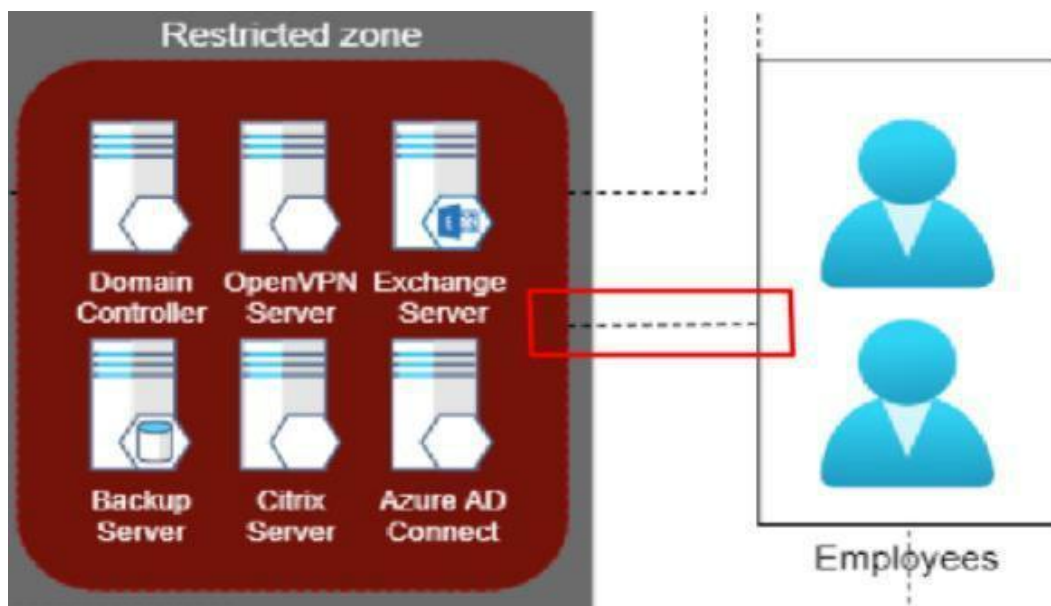 Restricted zone
Domain
Controller
OpenVPN
Server
Exchange
Server
Backup
Server
Citrix
Server
Azure AD
Connect
Employees